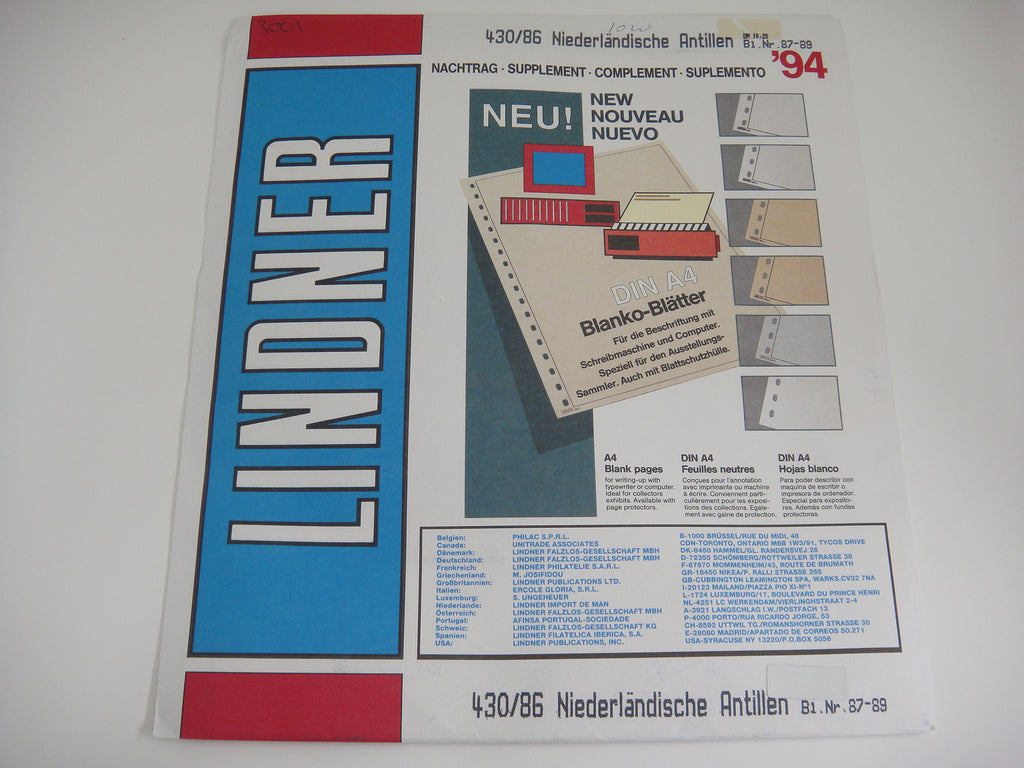 3001
1020
430/86 Niederländische Antillen Bi.Nr.87-89
NACHTRAG · SUPPLEMENT · COMPLEMENT · SUPLEMENTO '94
LINDNER
NEU!
NEW
NOUVEAU
NUEVO
DIN A4
Blanko-Blätter
Für die Beschriftung mit
Schreibmaschine und Computer.
Speziell für den Ausstellungs-
Sammler. Auch mit Blattschutzhülle.
A4
Blank pages
for writing-up with
typewriter or computer.
Ideal for collectors
exhibits. Available with
page protectors.
DIN A4
Feuilles neutres
Conçues pour l'annotation
avec imprimante ou machine
à écrire. Conviennent parti-
culièrement pour les exposi-
tions des collections. Egale-
ment avec gaine de protection.
DIN A4
Hojas blanco
Para poder describir con
maquina de escribir o
impresora de ordenador.
Especial para exposito-
res. Además con fundas
protectoras.
Belgien: PHILAC S.P.R.L. B-1000 BRÜSSEL/RUE DU MIDI, 48
Canada: UNITRADE ASSOCIATES CDN-TORONTO, ONTARIO M6B 1W3/91, TYCOS DRIVE
Dänemark: LINDNER FALZLOS-GESELLSCHAFT MBH DK-8450 HAMMEL/GL. RANDERSVEJ 28
Deutschland: LINDNER FALZLOS-GESELLSCHAFT MBH D-72355 SCHÖMBERG/ROTTWEILER STRASSE 38
Frankreich: LINDNER PHILATELIE S.A.R.L. F-67670 MOMMENHEIM/43, ROUTE DE BRUMATH
Griechenland: M. JOSIFIDOU GR-18450 NIKEA/P. RALLI STRASSE 265
Großbritannien: LINDNER PUBLICATIONS LTD. GB-CUBBINGTON LEAMINGTON SPA, WARKS.CV32 7NA
Italien: ERCOLE GLORIA, S.R.L. I-20123 MAILAND/PIAZZA PIO XI-N°1
Luxemburg: S. UNGEHEUER L-1724 LUXEMBURG/17, BOULEVARD DU PRINCE HENRI
Niederlande: LINDNER IMPORT DE MAN NL-4251 LC WERKENDAM/VIERLINGHSTRAAT 2-4
Österreich: LINDNER FALZLOS-GESELLSCHAFT MBH A-3921 LANGSCHLAG I.W./POSTFACH 13
Portugal: AFINSA PORTUGAL-SOCIEDADE P-4000 PORTO/RUA RICARDO JORGE, 53
Schweiz: LINDNER FALZLOS-GESELLSCHAFT KG CH-8592 UTTWIL TG./ROMANSHORNER STRASSE 30
Spanien: LINDNER FILATELICA IBERICA, S.A. E-28080 MADRID/APARTADO DE CORREOS 50.271
USA: LINDNER PUBLICATIONS, INC. USA-SYRACUSE NY 13220/P.O.BOX 5056
430/86 Niederländische Antillen Bi.Nr.87-89